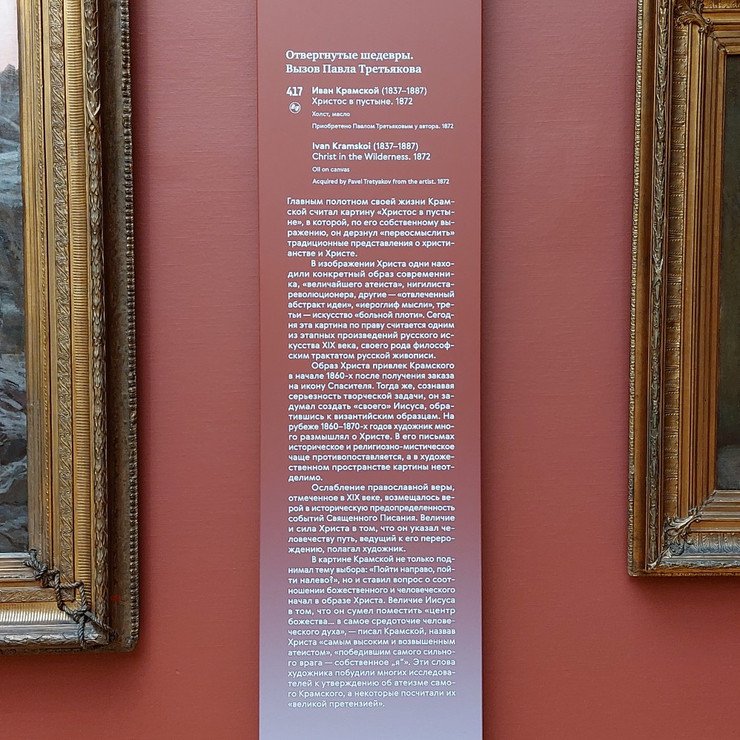 Отвергнутые шедевры.
Вызов Павла Третьякова
417
Иван Крамской (1837–1887)
Христос в пустыне. 1872
Холст, масло
Приобретено Павлом Третьяковым у автора. 1872
Ivan Kramskoi (1837–1887)
Christ in the Wilderness. 1872
Oil on canvas
Acquired by Pavel Tretyakov from the artist. 1872
Главным полотном своей жизни Крам-
ской считал картину «Христос в пусты-
не», в которой, по его собственному вы-
ражению, он дерзнул «переосмыслить»
традиционные представления о христи-
анстве и Христе.
В изображении Христа одни нахо-
дили конкретный образ современни-
ка, «величайшего атеиста», нигилиста-
революционера, другие — «отвлеченный
абстракт идеи», «иероглиф мысли», тре-
тьи — искусство «больной плоти». Сегод-
ня эта картина по праву считается одним
из этапных произведений русского ис-
кусства XIX века, своего рода философ-
ским трактатом русской живописи.
Образ Христа привлек Крамского
в начале 1860-х после получения заказа
на икону Спасителя. Тогда же, сознавая
серьезность творческой задачи, он за-
думал создать «своего» Иисуса, обра-
тившись к византийским образцам. На
рубеже 1860–1870-х годов художник мно-
го размышлял о Христе. В его письмах
историческое и религиозно-мистическое
чаще противопоставляется, а в художе-
ственном пространстве картины неот-
делимо.
Ослабление православной веры,
отмеченное в XIX веке, возмещалось ве-
рой в историческую предопределенность
событий Священного Писания. Величие
и сила Христа в том, что он указал че-
ловечеству путь, ведущий к его перерож-
дению, полагал художник.
В картине Крамской не только под-
нимал тему выбора: «Пойти направо, пой-
ти налево?», но и ставил вопрос о соот-
ношении божественного и человеческого
начал в образе Христа. Величие Иисуса
в том, что он сумел поместить «центр
божества... в самое средоточие челове-
ческого духа», — писал Крамской, назвав
Христа «самым высоким и возвышенным
атеистом», «победившим самого сильно-
го врага — собственное „я“». Эти слова
художника побудили многих исследова-
телей к утверждению об атеизме само-
го Крамского, а некоторые посчитали их
«великой претензией».